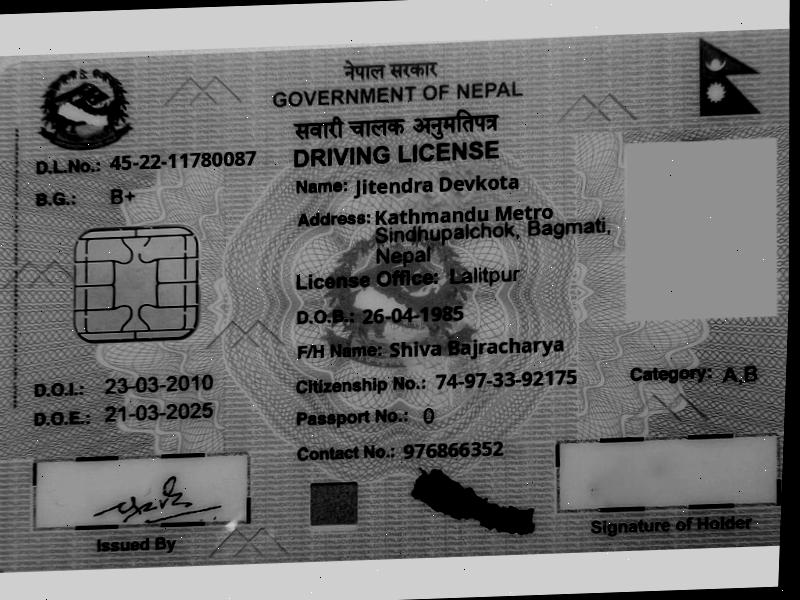 नेपाल सरकार
GOVERNMENT OF NEPAL
सवारी चालक अनुमतिपत्र
DRIVING LICENSE
D.L.No.: 45-22-11780087
B.G.: B+
Name: Jitendra Devkota
Address: Kathmandu Metro
Sindhupalchok, Bagmati,
Nepal
License Office: Lalitpur
D.O.B.: 26-04-1985
F/H Name: Shiva Bajracharya
D.O.I.: 23-03-2010
Citizenship No.: 74-97-33-92175
Category: A,B
D.O.E.: 21-03-2025
Passport No.: 0
Contact No.: 976866352
Issued By
Signature of Holder